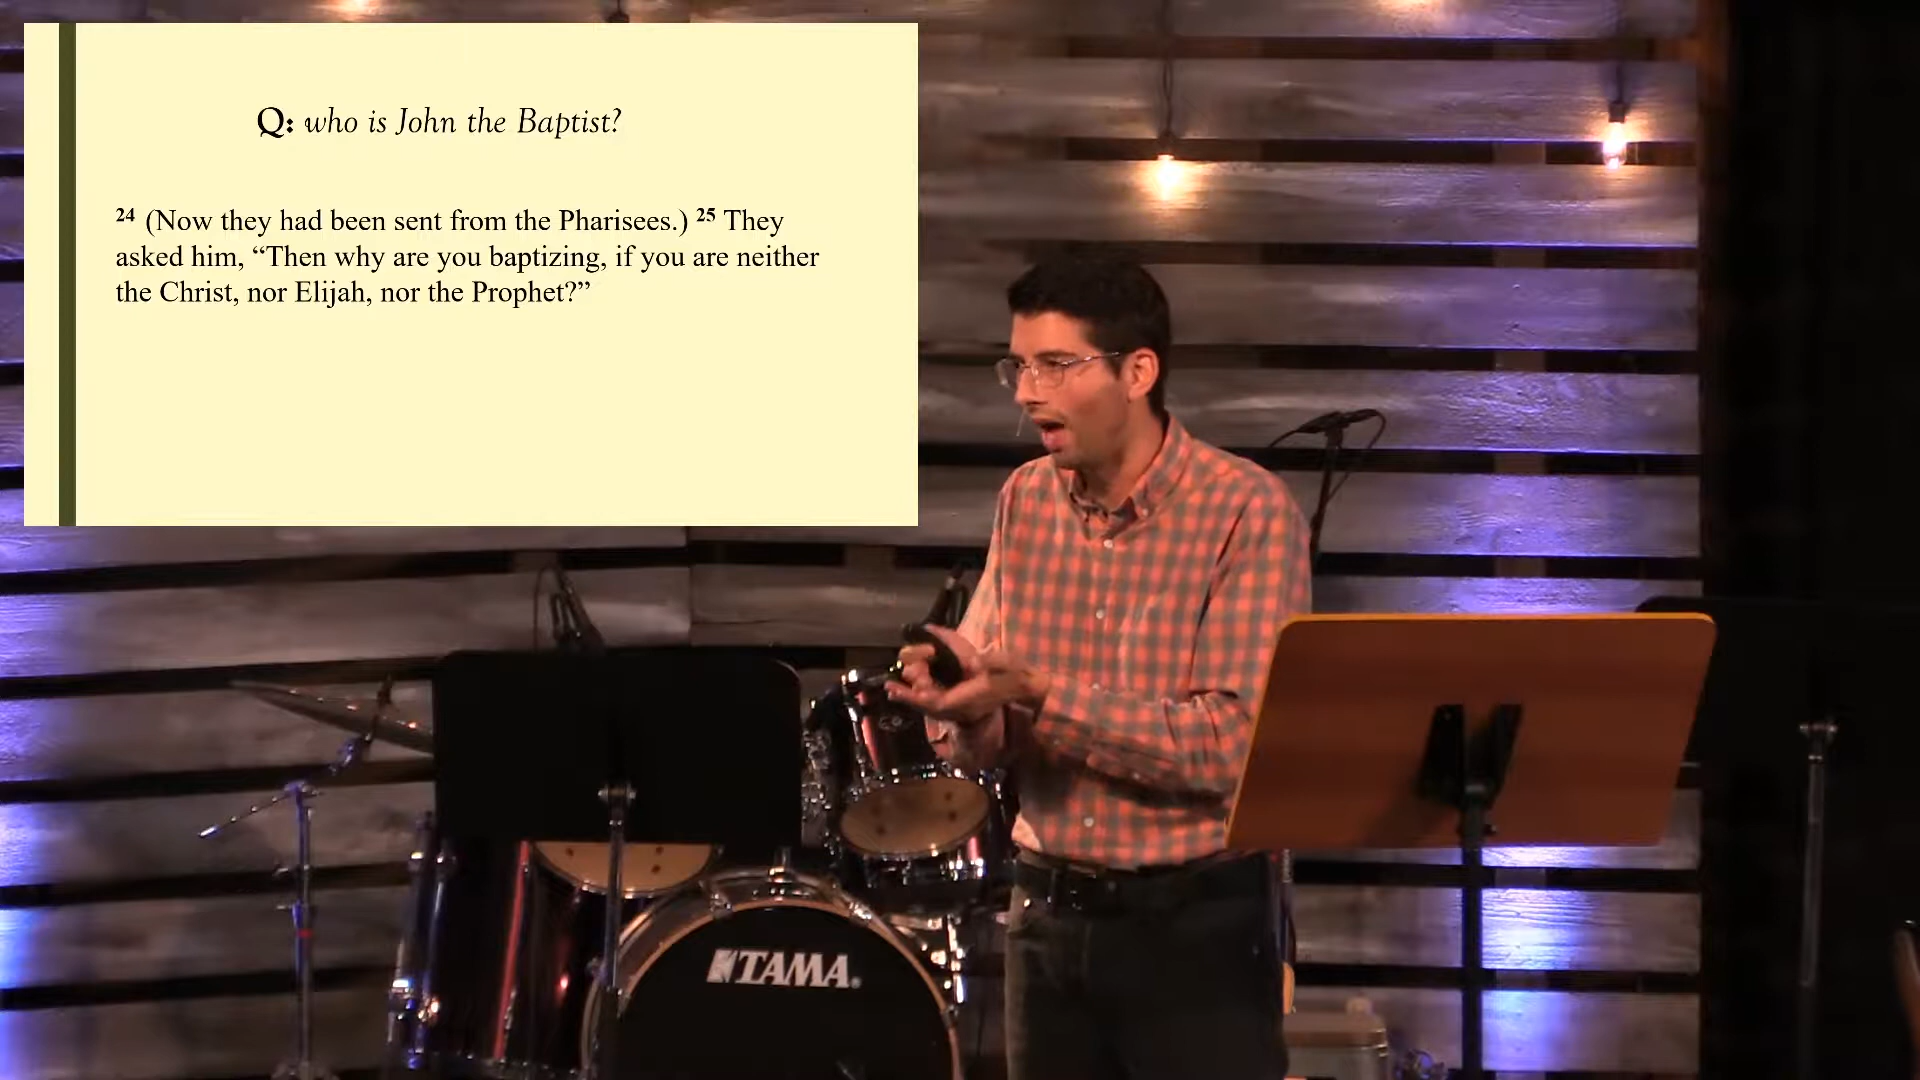 Q: who is John the Baptist?
24 (Now they had been sent from the Pharisees.) 25 They
asked him, “Then why are you baptizing, if you are neither
the Christ, nor Elijah, nor the Prophet?”
TAMA.